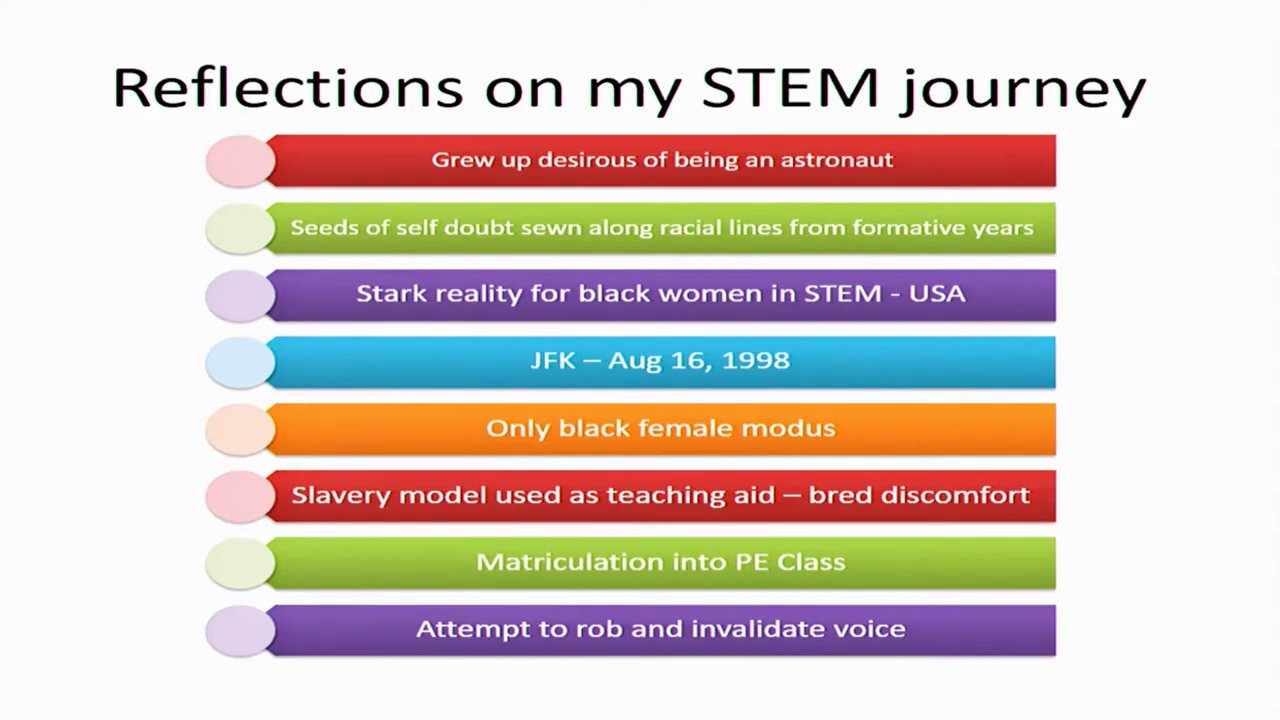 Reflections on my STEM journey
Grew up desirous of being an astronaut
Seeds of self doubt sewn along racial lines from formative years
Stark reality for black women in STEM - USA
JFK – Aug 16, 1998
Only black female modus
Slavery model used as teaching aid – bred discomfort
Matriculation into PE Class
Attempt to rob and invalidate voice